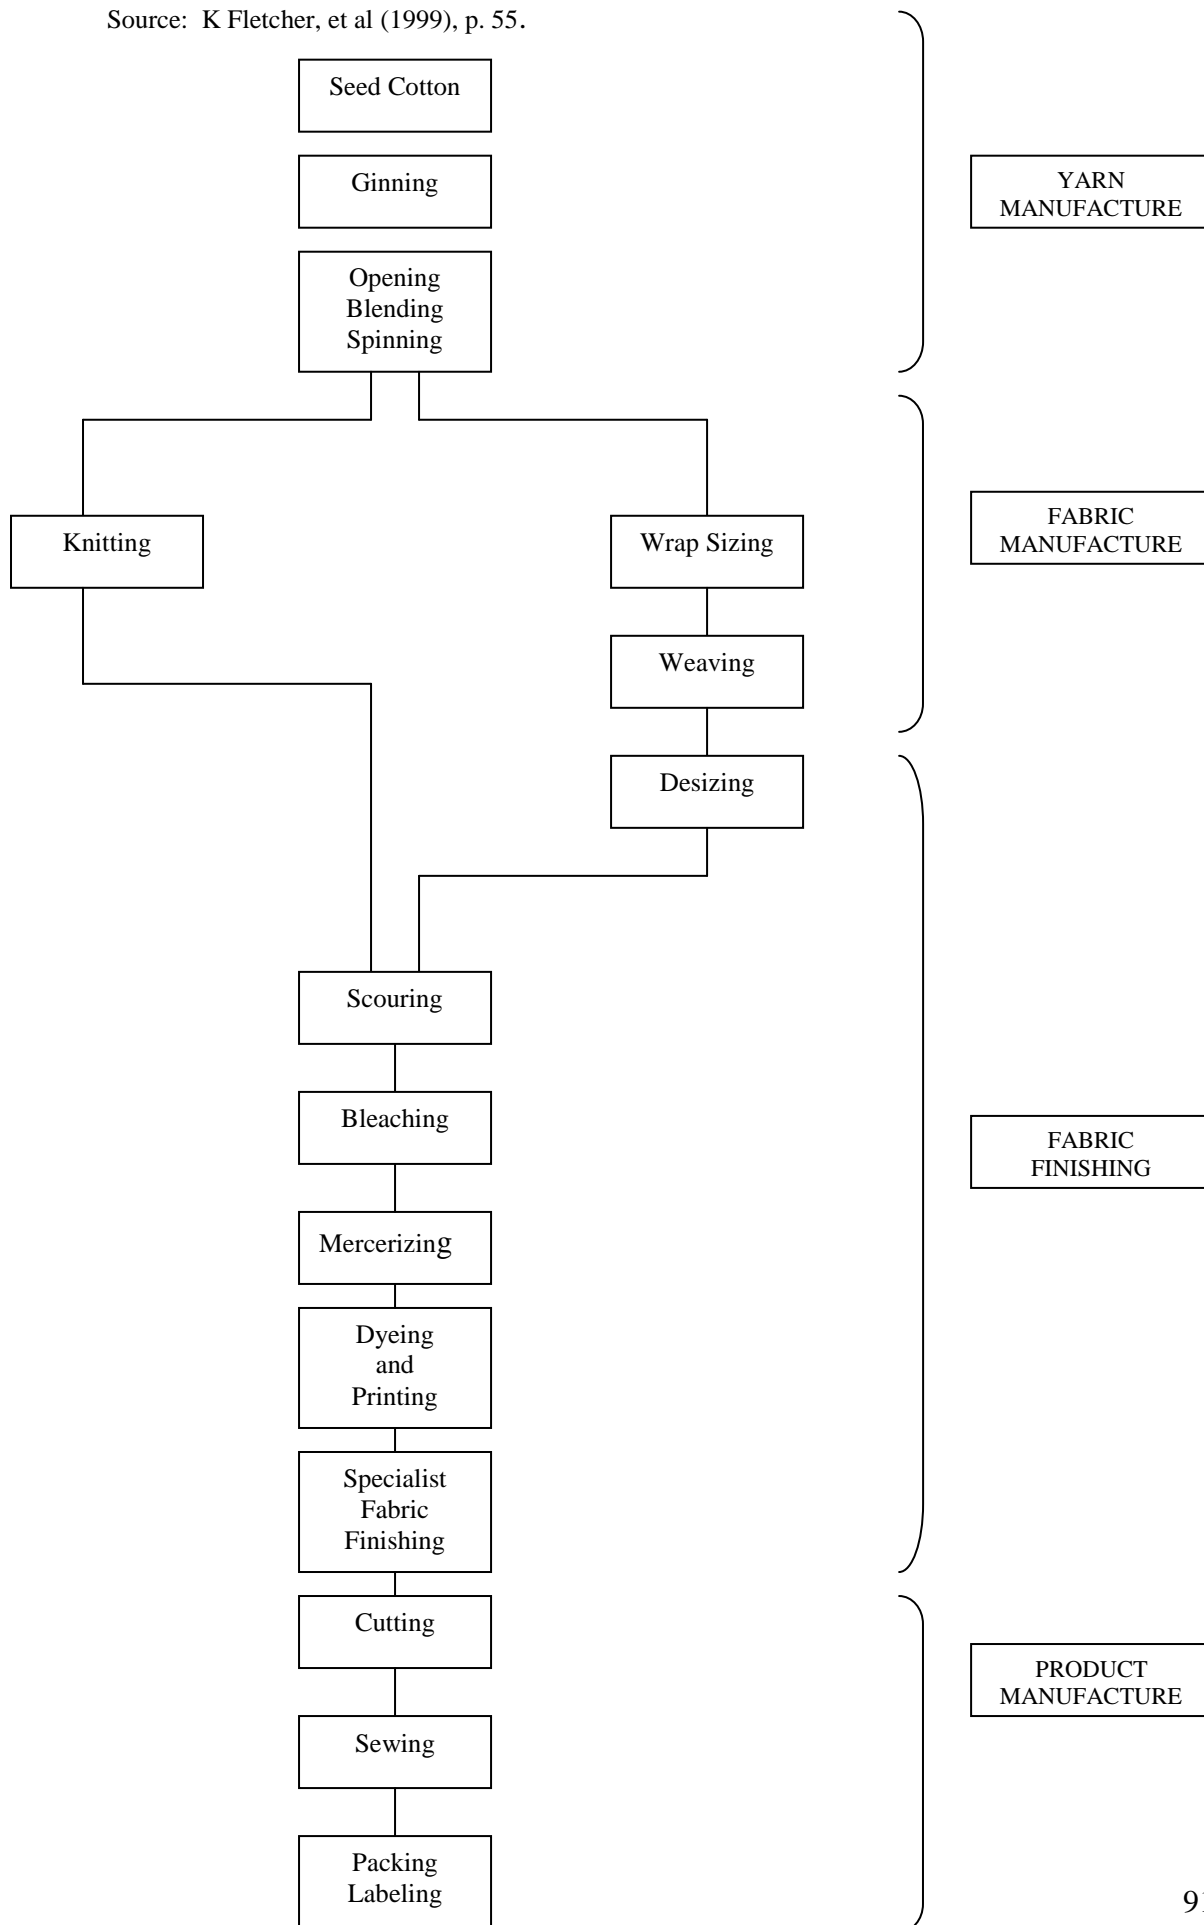 Source: K Fletcher, et al (1999), p. 55.
Seed Cotton
Ginning
YARN
MANUFACTURE
Opening
Blending
Spinning
Knitting
Wrap Sizing
FABRIC
MANUFACTURE
Weaving
Desizing
Scouring
Bleaching
FABRIC
FINISHING
Mercerizing
Dyeing
and
Printing
Specialist
Fabric
Finishing
Cutting
PRODUCT
MANUFACTURE
Sewing
Packing
Labeling